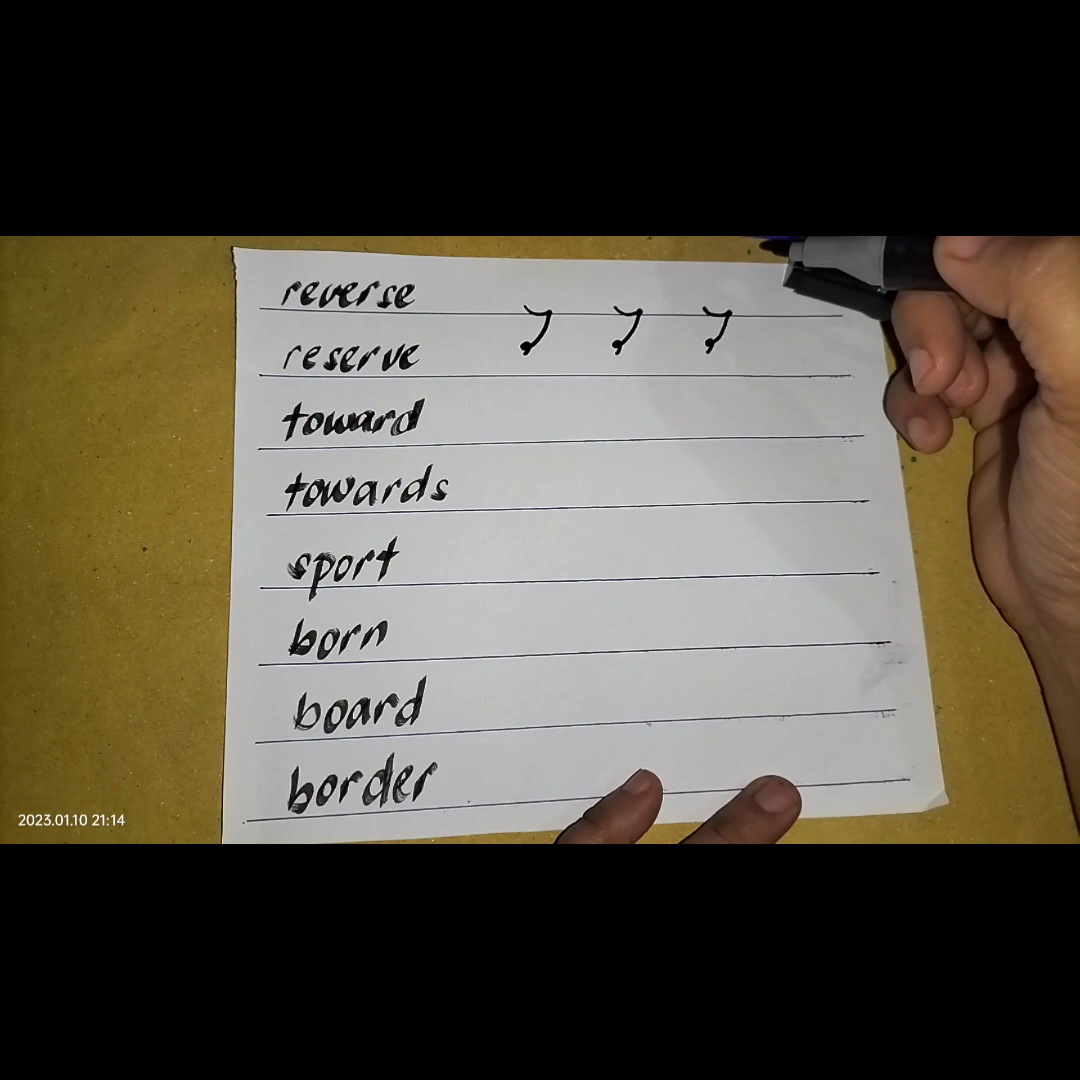 reverse
reserve
toward
towards
sport
born
board
border
2023.01.10 21:14